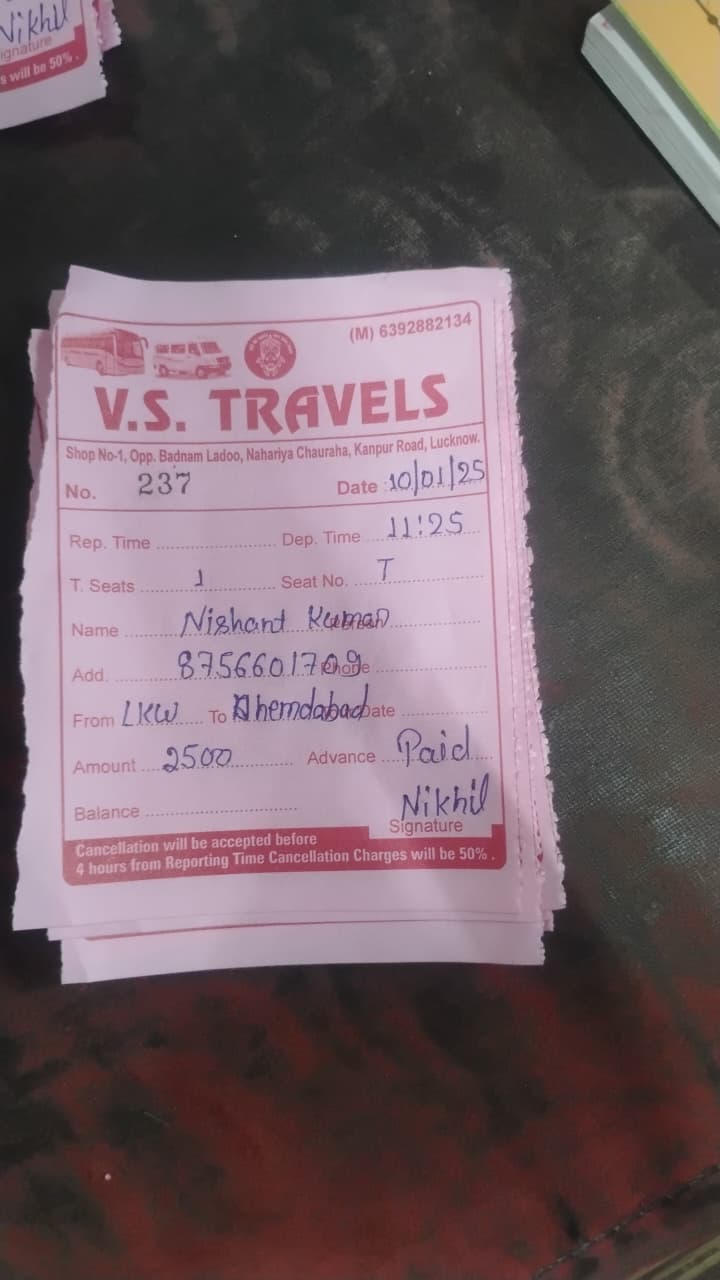 Nikhil
Signature
s will be 50%.
(M) 6392882134
V.S. TRAVELS
Shop No-1, Opp. Badnam Ladoo, Nahariya Chauraha, Kanpur Road, Lucknow.
No. 237 Date 10/01/25
Rep. Time Dep. Time 11:25
T. Seats 1 Seat No. T
Name Nishant Kumar
Add. 8756601709 Phone
From LKW To Ahemdabad Date
Amount 2500 Advance Paid
Balance Nikhil
Signature
Cancellation will be accepted before
4 hours from Reporting Time Cancellation Charges will be 50%.